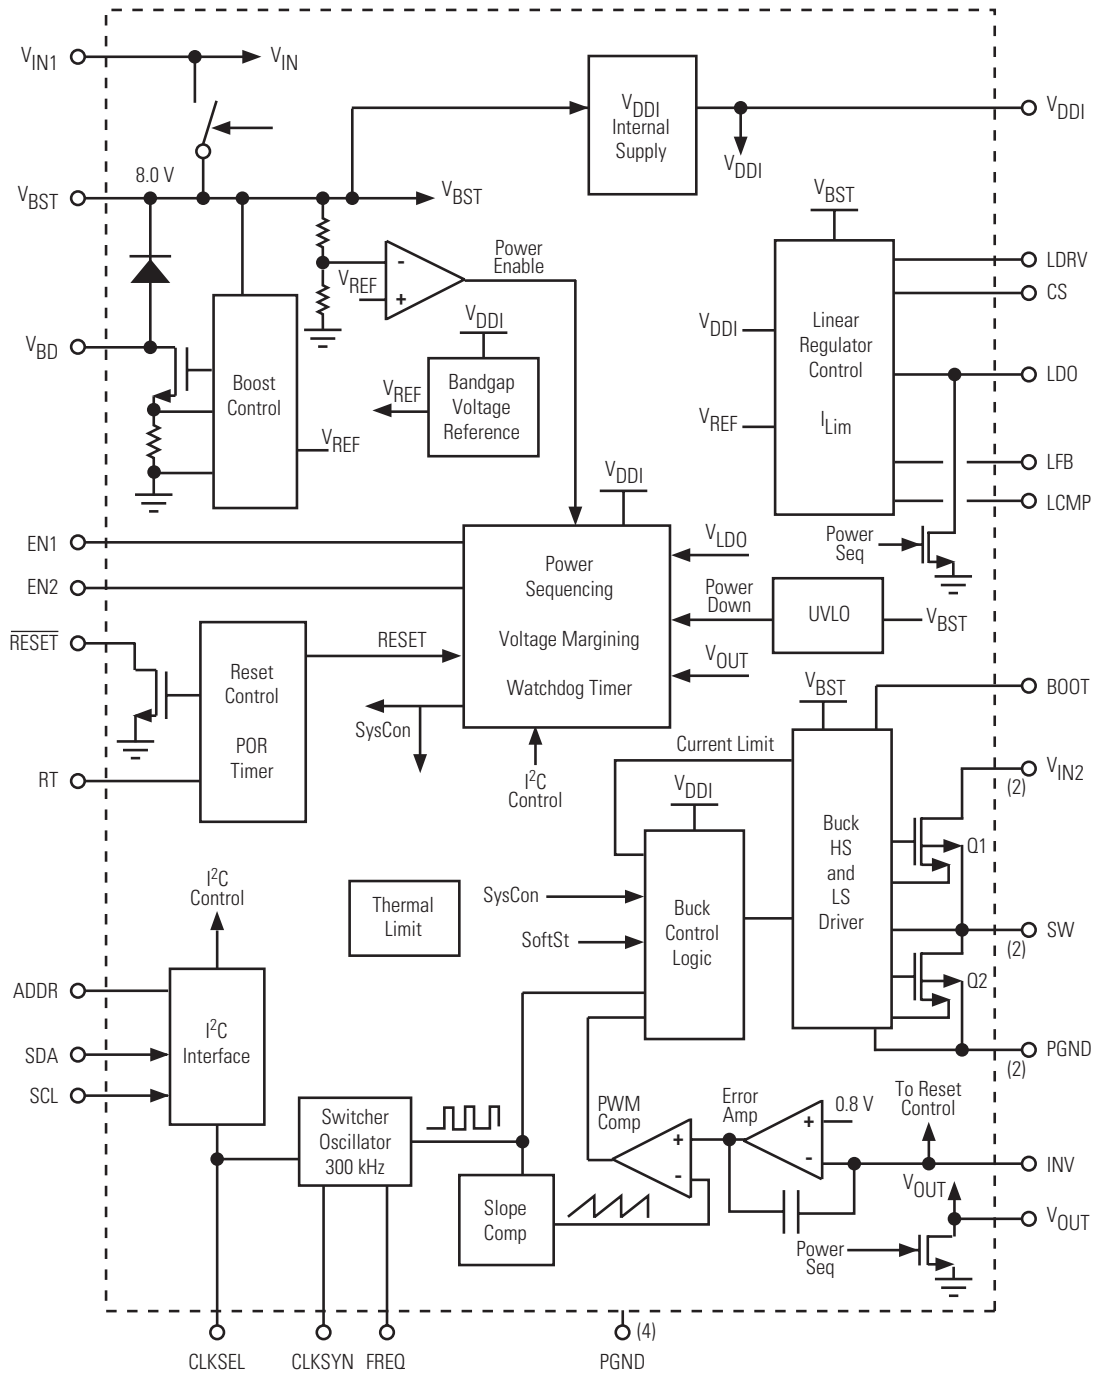 VIN1
VIN
VDDI
Internal
Supply
VDDI
VDDI
8.0 V
VBST
VBST
VBST
Power
Enable
VREF
-
+
VDDI
LDRV
CS
VDDI
Linear
Regulator
Control
ILim
VREF
LDO
LFB
LCMP
VBD
Boost
Control
VREF
VREF
Bandgap
Voltage
Reference
VDDI
Power
Seq
EN1
EN2
Power
Sequencing
Voltage Margining
Watchdog Timer
VLDO
Power
Down
UVLO
VBST
VOUT
RESET
RESET
Reset
Control
POR
Timer
SysCon
RT
I2C
Control
VBST
BOOT
Current Limit
VDDI
VIN2
(2)
Buck
HS
and
LS
Driver
Q1
I2C
Control
Thermal
Limit
SysCon
SoftSt
Buck
Control
Logic
SW
(2)
Q2
ADDR
SDA
SCL
I2C
Interface
PGND
(2)
Switcher
Oscillator
300 kHz
PWM
Comp
+
-
Error
Amp
0.8 V
+
-
To Reset
Control
INV
Slope
Comp
VOUT
VOUT
Power
Seq
CLKSEL
CLKSYN
FREQ
(4)
PGND